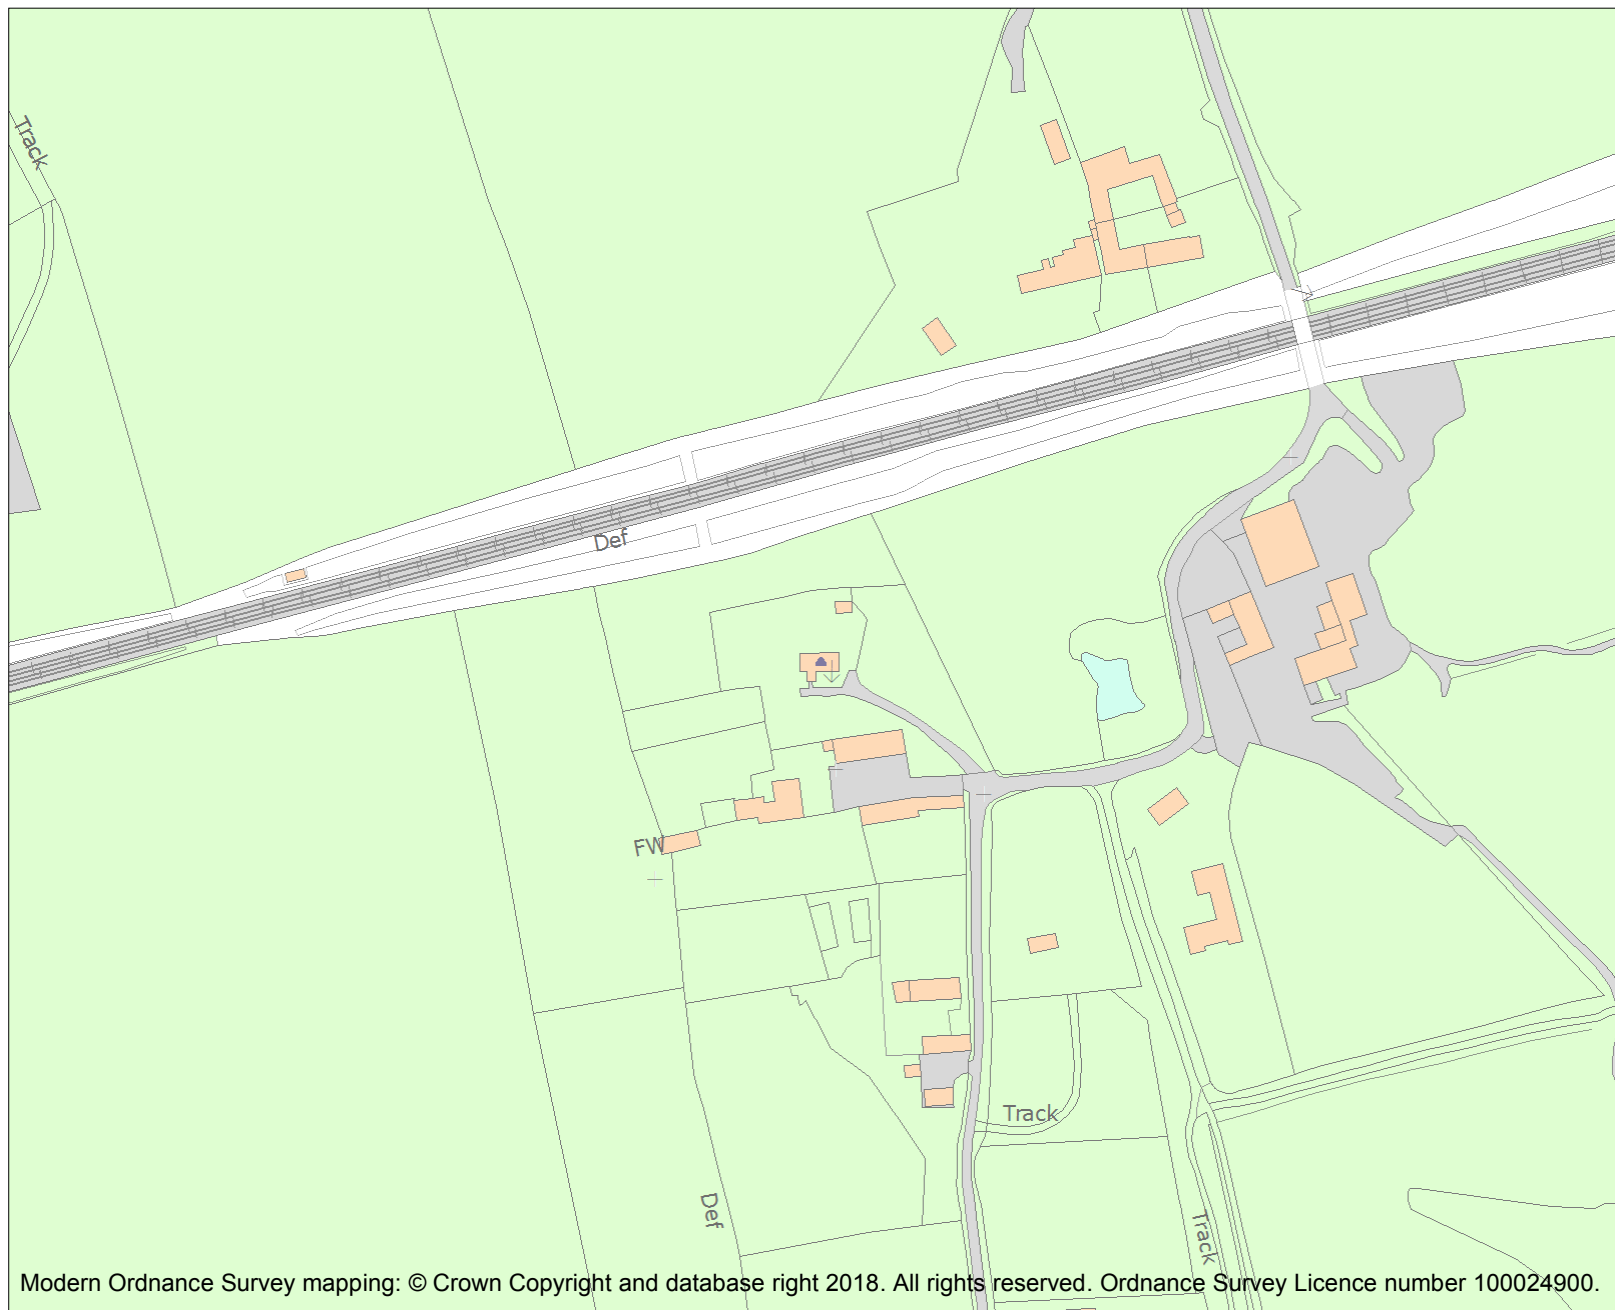 Track
Def
FW
Track
Def
Track
Modern Ordnance Survey mapping: © Crown Copyright and database right 2018. All rights reserved. Ordnance Survey Licence number 100024900.